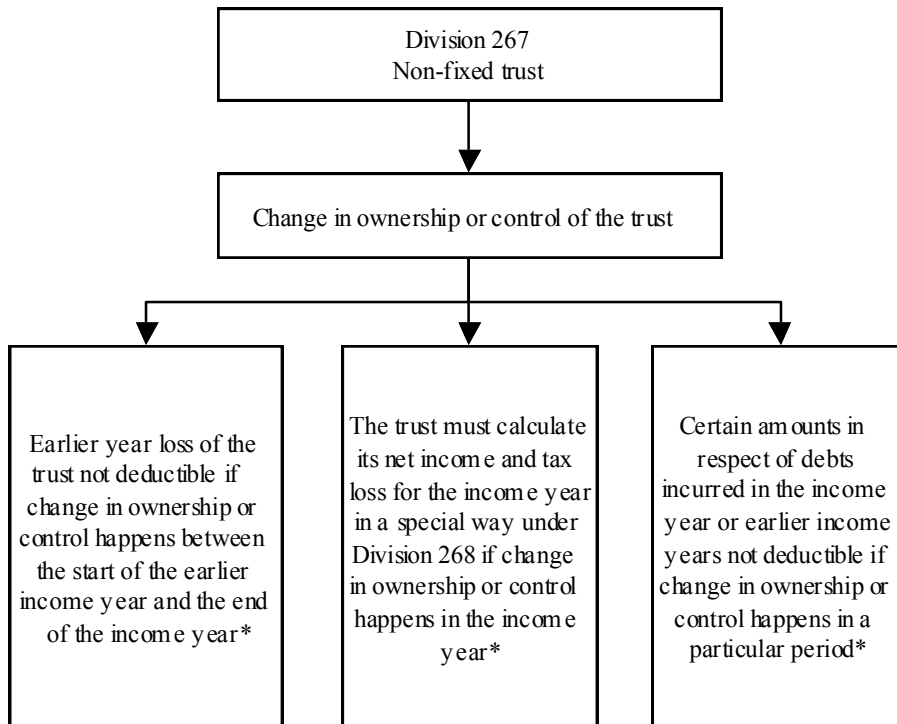 Division 267
Non-fixed trust
Change in ownership or control of the trust
Earlier year loss of the
trust not deductible if
change in ownership or
control happens between
the start of the earlier
income year and the end
of the income year*
The trust must calculate
its net income and tax
loss for the income year
in a special way under
Division 268 if change
in ownership or control
happens in the income
year*
Certain amounts in
respect of debts
incurred in the income
year or earlier income
years not deductible if
change in ownership or
control happens in a
particular period*